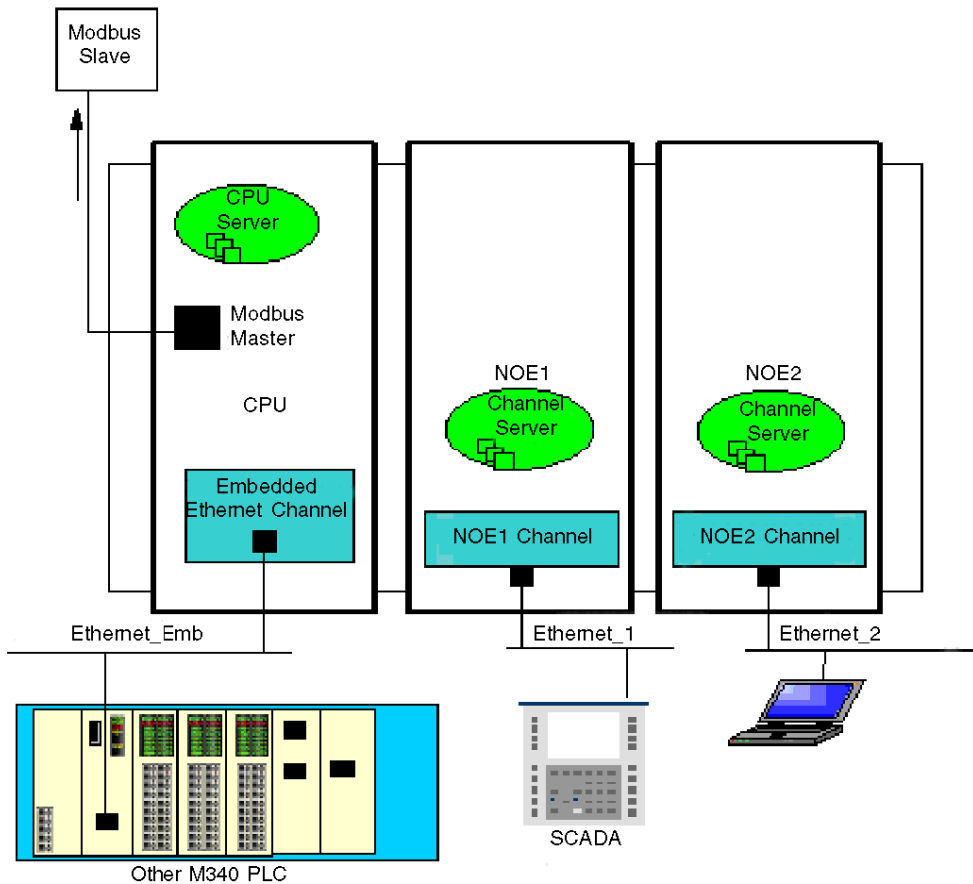 Modbus
Slave
CPU
Server
Modbus
Master
CPU
Embedded
Ethernet Channel
NOE1
Channel
Server
NOE1 Channel
NOE2
Channel
Server
NOE2 Channel
Ethernet_Emb
Ethernet_1
Ethernet_2
SCADA
Other M340 PLC